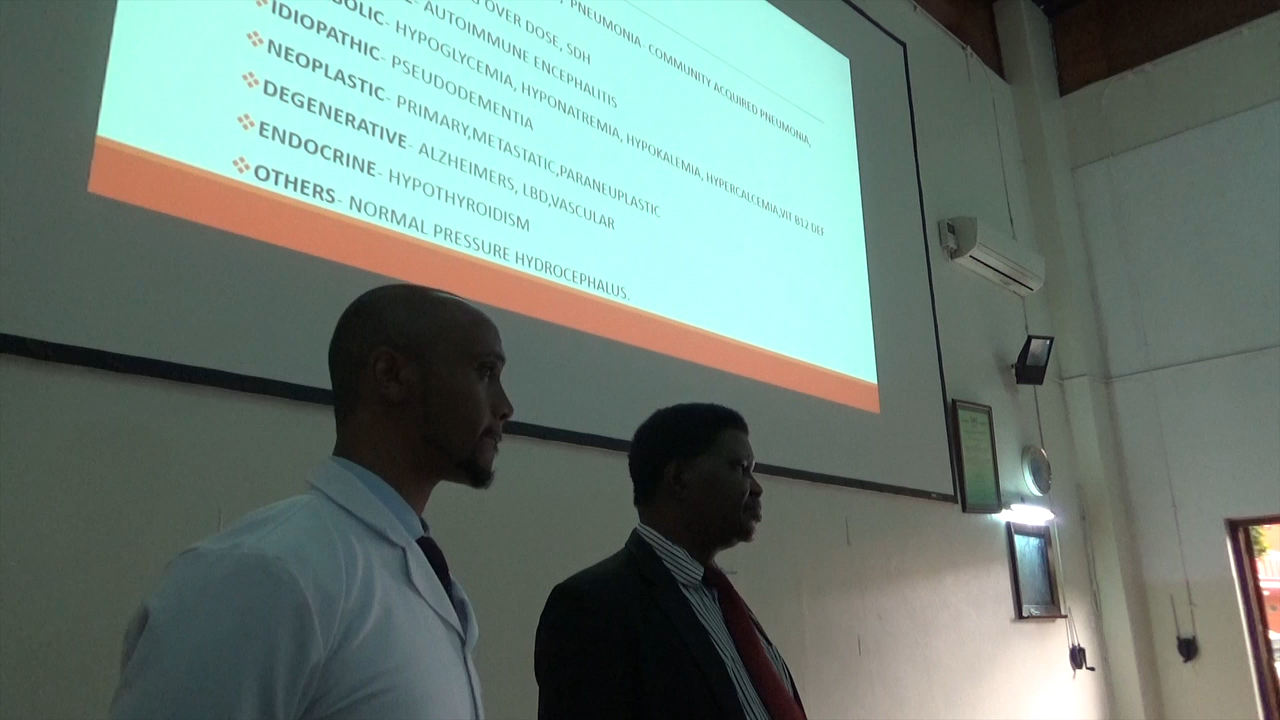 PNEUMONIA COMMUNITY ACQUIRED PNEUMONIA,
OVER DOSE, SDH
- AUTOIMMUNE ENCEPHALITIS
BOLIC- HYPOGLYCEMIA, HYPONATREMIA, HYPOKALEMIA, HYPERCALCEMIA,VIT B12 DEF
IDIOPATHIC- PSEUDODEMENTIA
NEOPLASTIC- PRIMARY,METASTATIC,PARANEUPLASTIC
DEGENERATIVE- ALZHEIMERS, LBD,VASCULAR
ENDOCRINE- HYPOTHYROIDISM
OTHERS- NORMAL PRESSURE HYDROCEPHALUS.